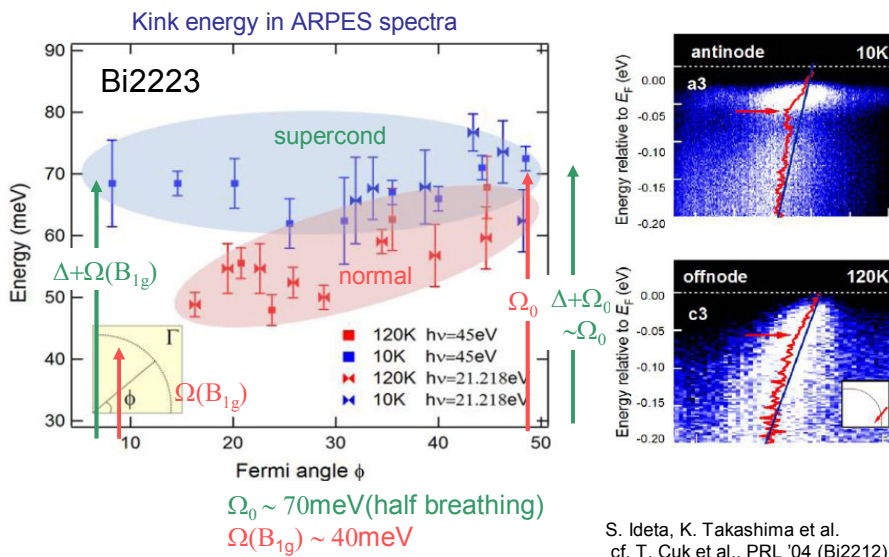 Kink energy in ARPES spectra
Bi2223
supercond
normal
Energy (meV)
90
80
70
60
50
40
30
10
20
30
40
50
Fermi angle ϕ
Δ+Ω(B1g)
Ω(B1g)
Γ
ϕ
120K hν=45eV
10K hν=45eV
120K hν=21.218eV
10K hν=21.218eV
Ω0
Δ+Ω0
~Ω0
Ω0 ~ 70meV(half breathing)
Ω(B1g) ~ 40meV
antinode 10K
a3
Energy relative to EF (eV)
0.00
-0.05
-0.10
-0.15
-0.20
offnode 120K
c3
Energy relative to EF (eV)
0.00
-0.05
-0.10
-0.15
-0.20
S. Ideta, K. Takashima et al.
cf. T. Cuk et al., PRL '04 (Bi2212)